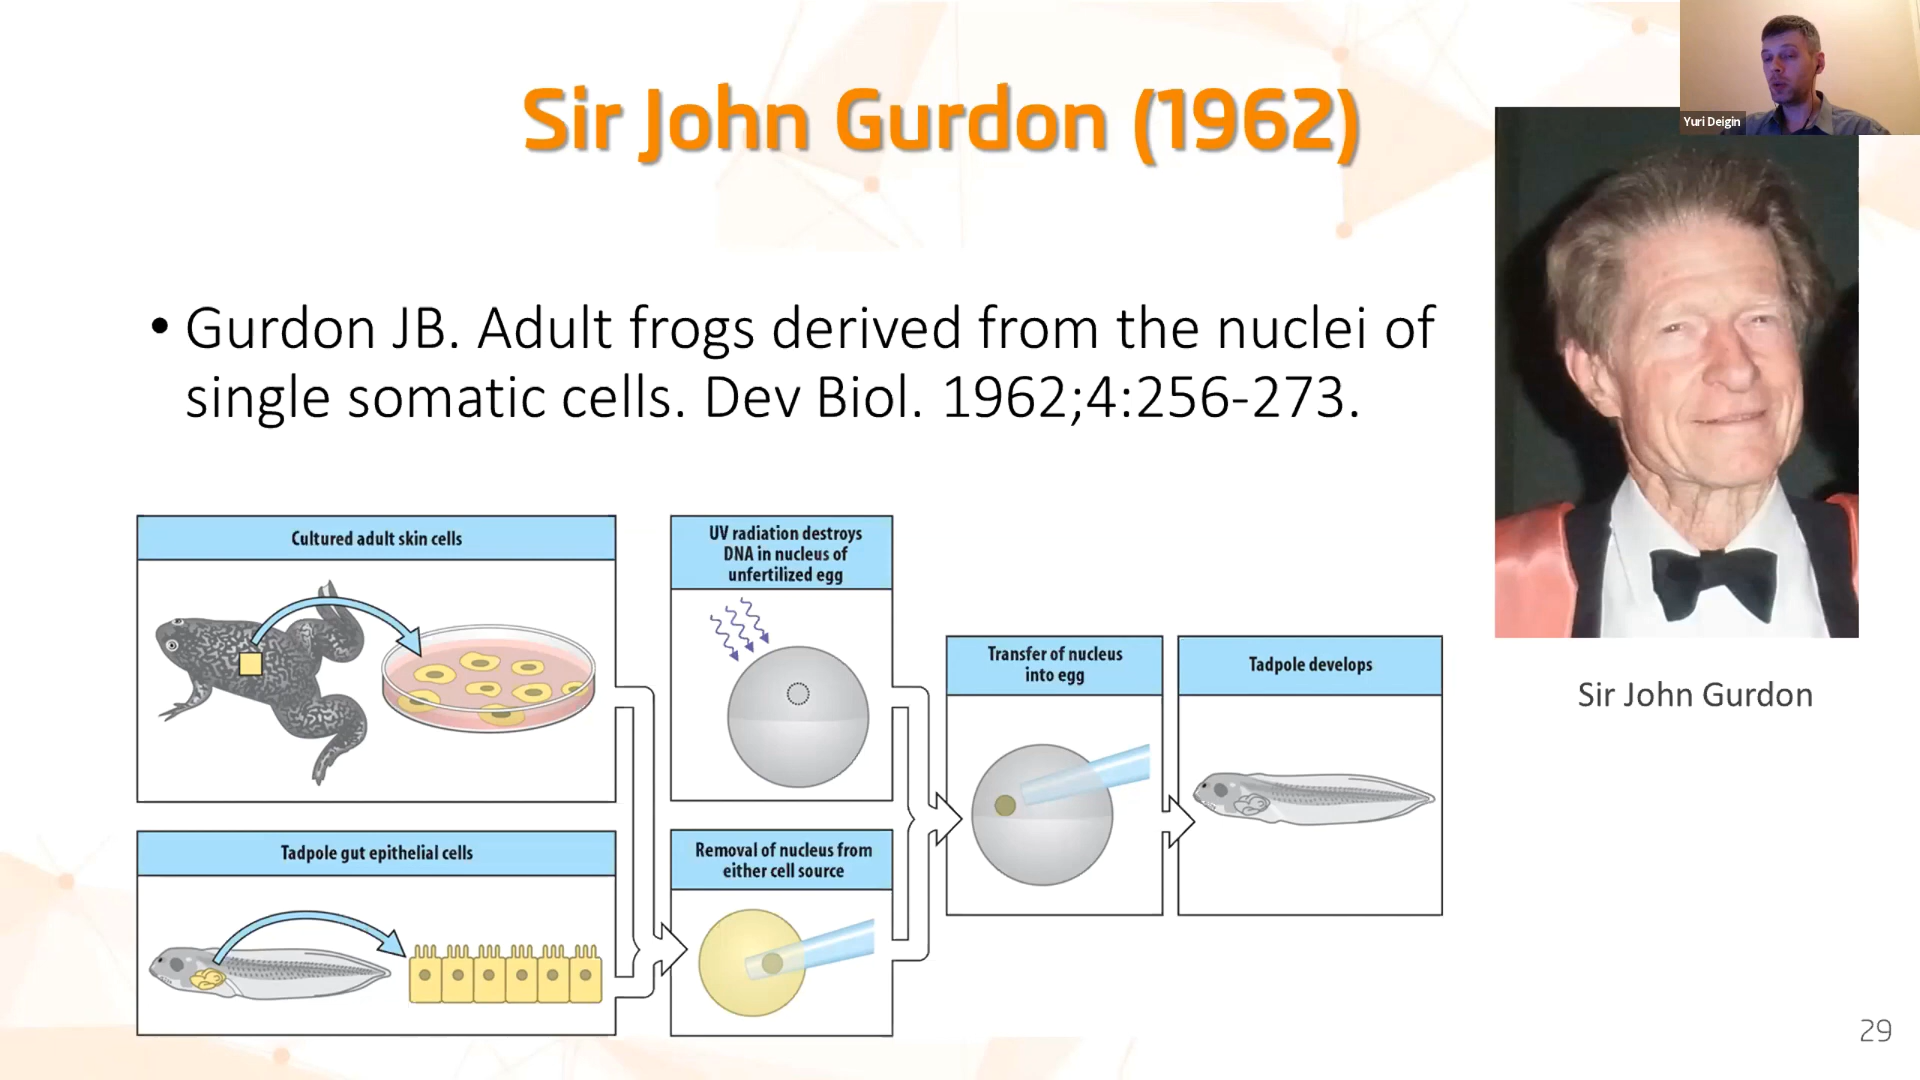 Sir John Gurdon (1962)
Yuri Deigin
• Gurdon JB. Adult frogs derived from the nuclei of
single somatic cells. Dev Biol. 1962;4:256-273.
Sir John Gurdon
Cultured adult skin cells
UV radiation destroys
DNA in nucleus of
unfertilized egg
Transfer of nucleus
into egg
Tadpole develops
Tadpole gut epithelial cells
Removal of nucleus from
either cell source
29